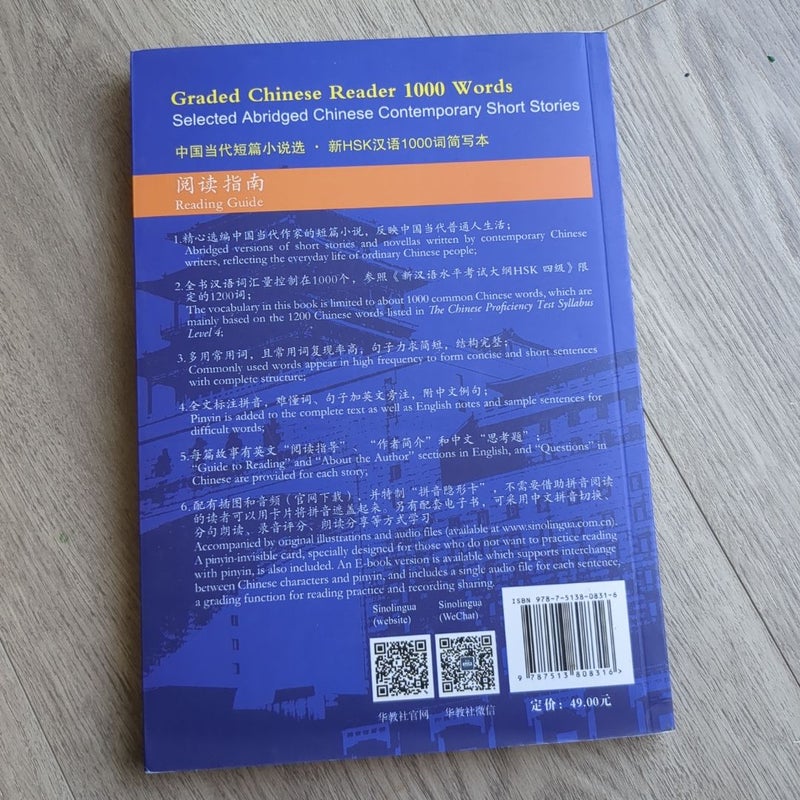 Graded Chinese Reader 1000 Words
Selected Abridged Chinese Contemporary Short Stories
中国当代短篇小说选 · 新HSK汉语1000词简写本
阅读指南
Reading Guide
1.精心选编中国当代作家的短篇小说，反映中国当代普通人生活；
Abridged versions of short stories and novellas written by contemporary Chinese
writers, reflecting the everyday life of ordinary Chinese people;
2.全书汉语词汇量控制在1000个，参照《新汉语水平考试大纲HSK 四级》限
定的1200词；
The vocabulary in this book is limited to about 1000 common Chinese words, which are
mainly based on the 1200 Chinese words listed in The Chinese Proficiency Test Syllabus
Level 4;
3.多用常用词，且常用词复现率高，句子力求简短，结构完整；
Commonly used words appear in high frequency to form concise and short sentences
with complete structure;
4.全文标注拼音，难懂词、句子加英文旁注，附中文例句；
Pinyin is added to the complete text as well as English notes and sample sentences for
difficult words;
5.每篇故事有英文“阅读指导”、“作者简介”和中文“思考题”；
“Guide to Reading” and “About the Author” sections in English, and “Questions” in
Chinese are provided for each story;
6.配有插图和音频（官网下载），并特制“拼音隐形卡”，不需要借助拼音阅读
的读者可以用卡片将拼音遮盖起来。另有配套电子书，可采用中文拼音切换、
分句朗读、录音评分、朗读分享等方式学习。
Accompanied by original illustrations and audio files (available at www.sinolingua.com.cn).
A pinyin-invisible card, specially designed for those who do not want to practice reading
with pinyin, is also included. An E-book version is available which supports interchange
between Chinese characters and pinyin, and includes a single audio file for each sentence,
a grading function for reading practice and recording sharing.
Sinolingua
(website)
Sinolingua
(WeChat)
华教社官网
华教社微信
ISBN 978-7-5138-0831-6
9 787513 808316 >
定价：49.00元